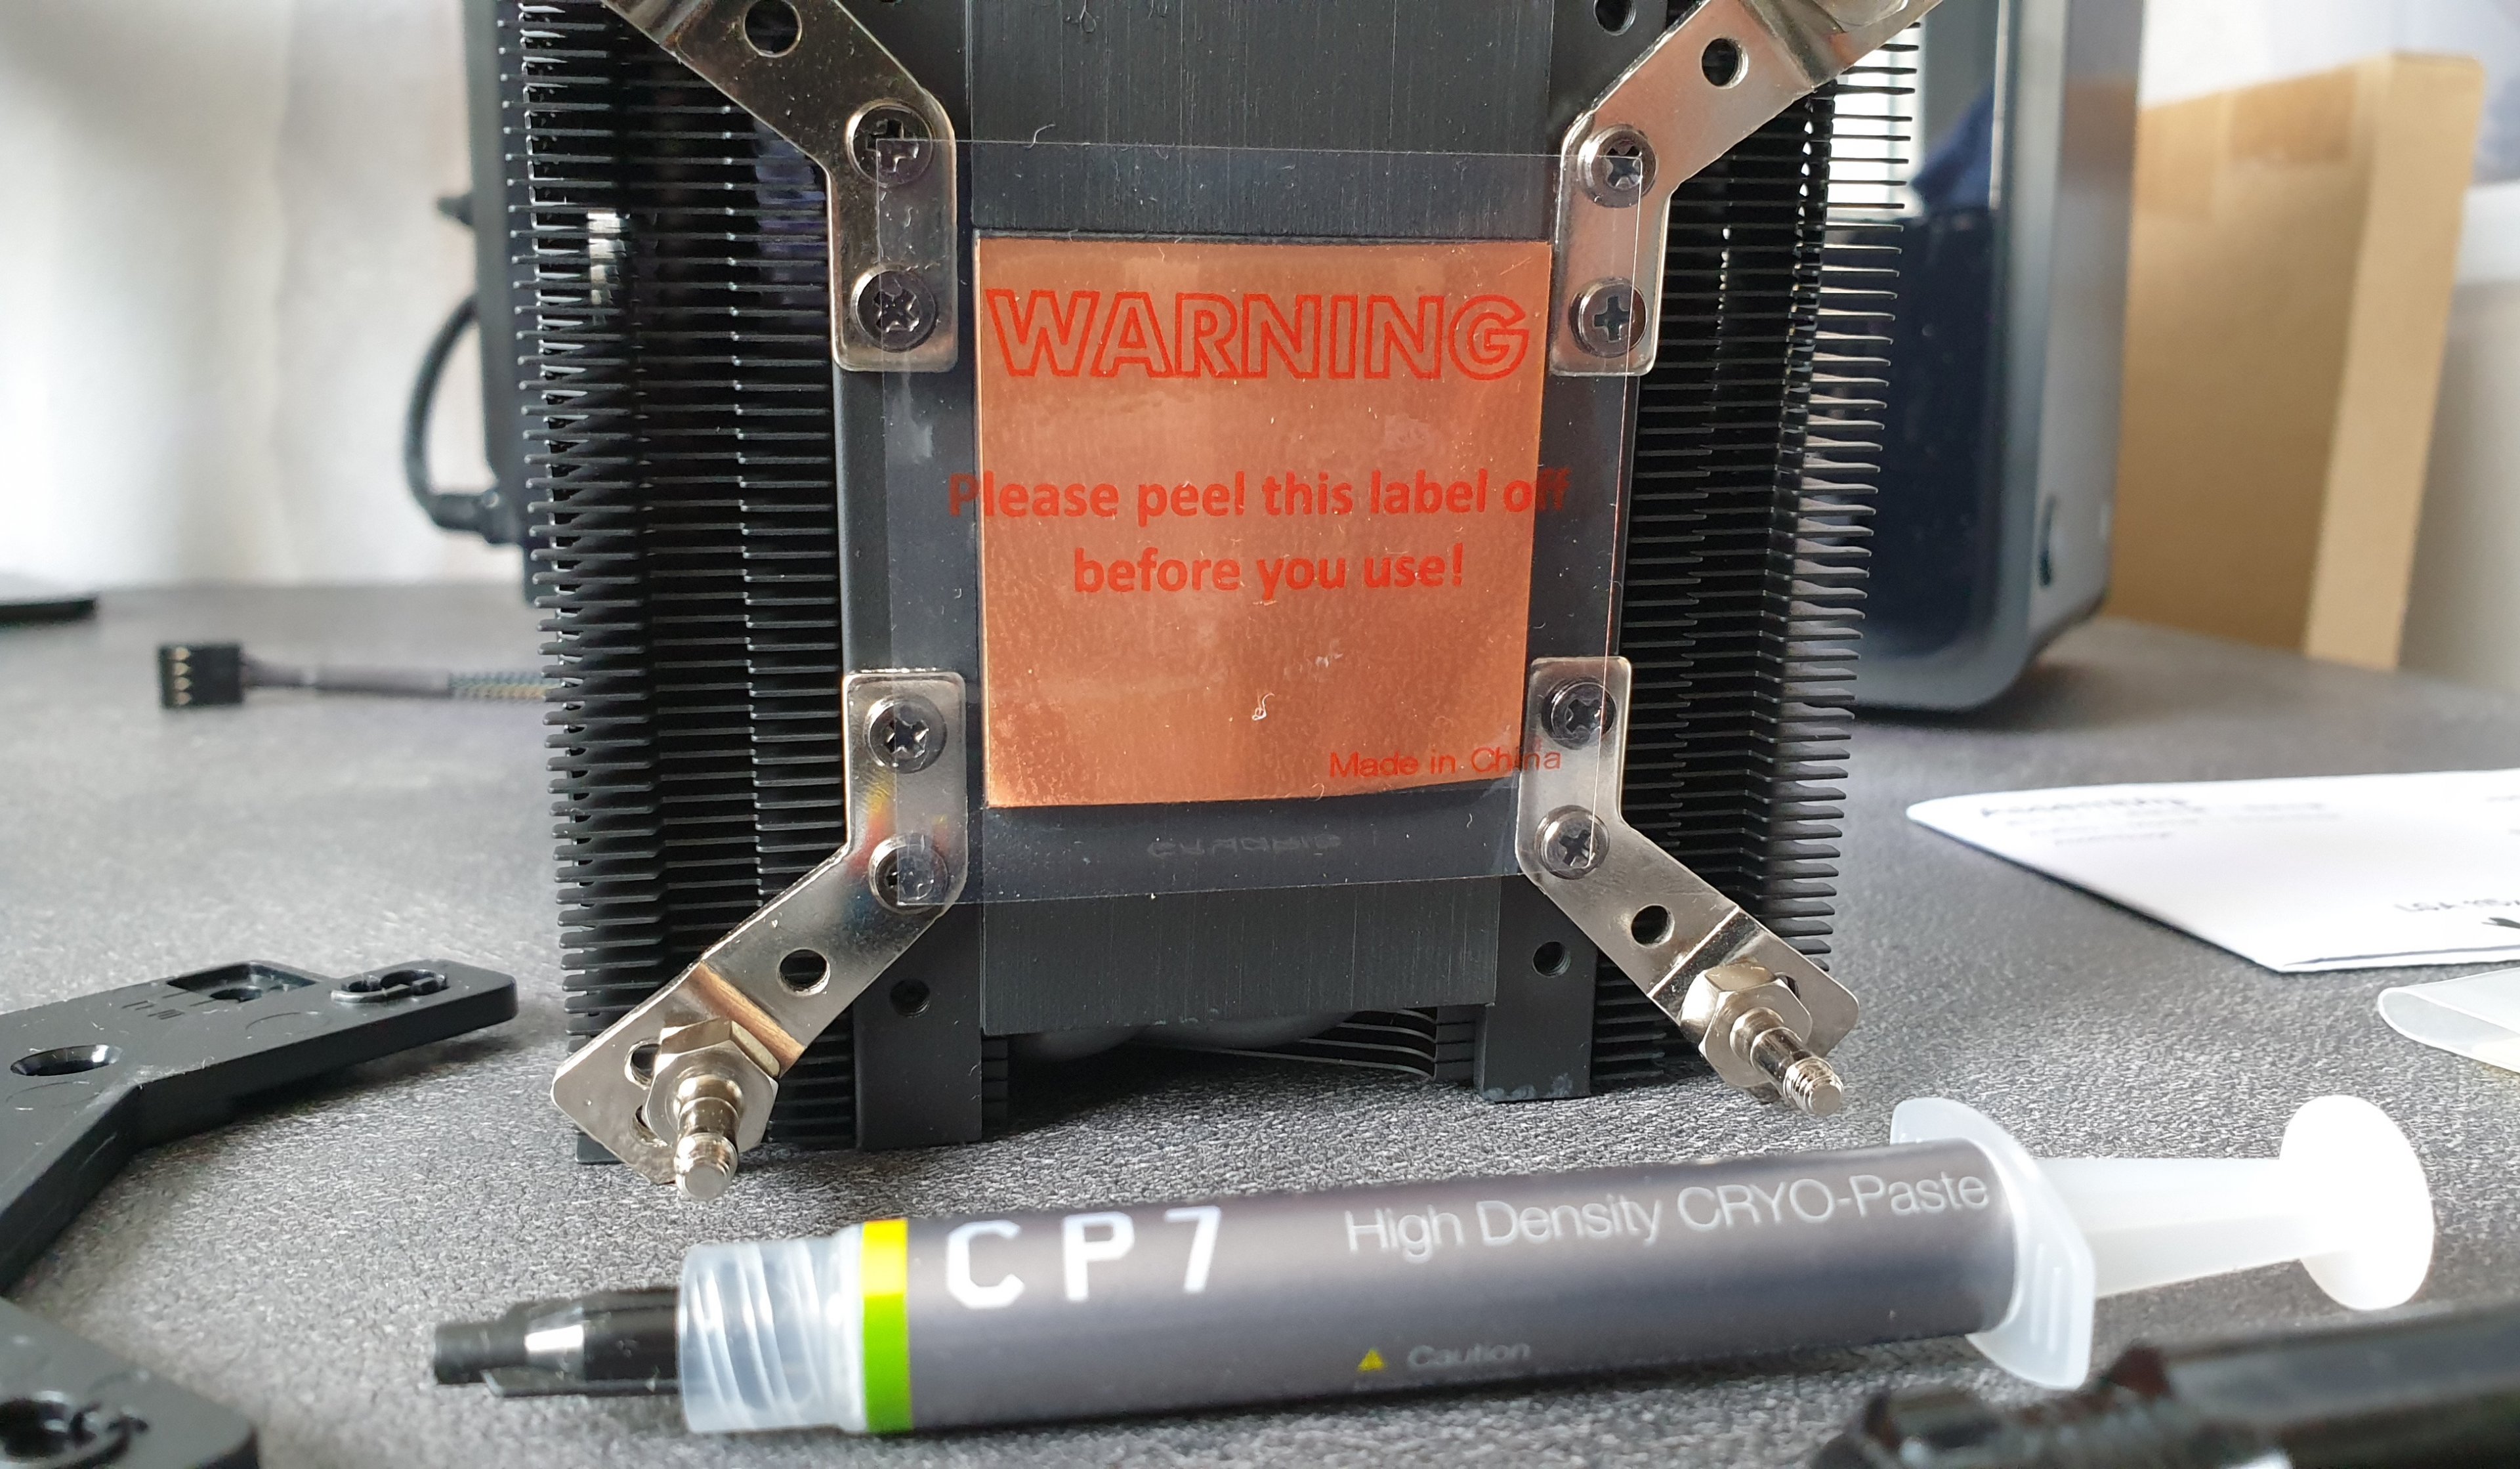 WARNING
Please peel this label off
before you use!
Made in China
CP7
High Density CRYO-Paste
Caution